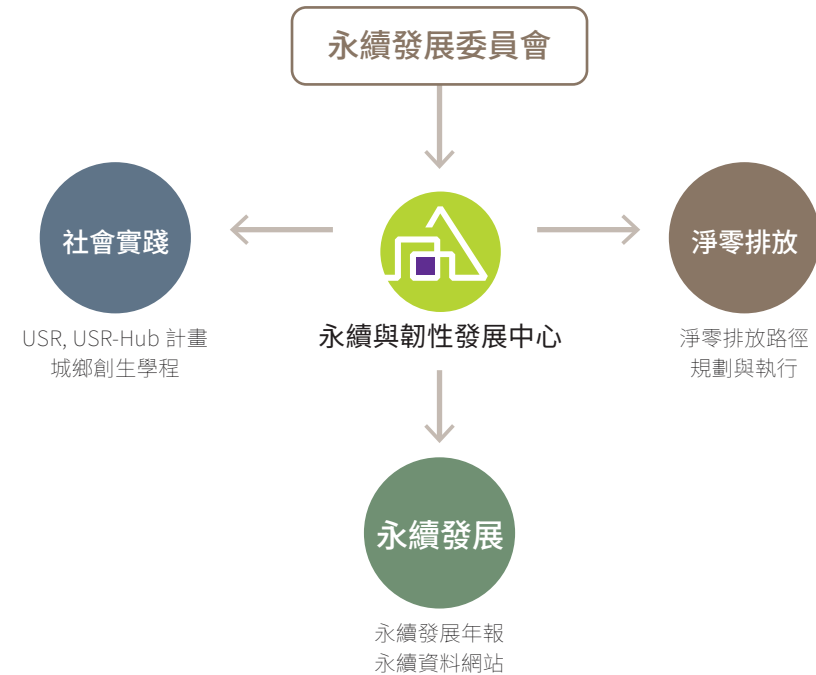 永續發展委員會
社會實踐
淨零排放
USR, USR-Hub 計畫
城鄉創生學程
永續與韌性發展中心
淨零排放路徑
規劃與執行
永續發展
永續發展年報
永續資料網站